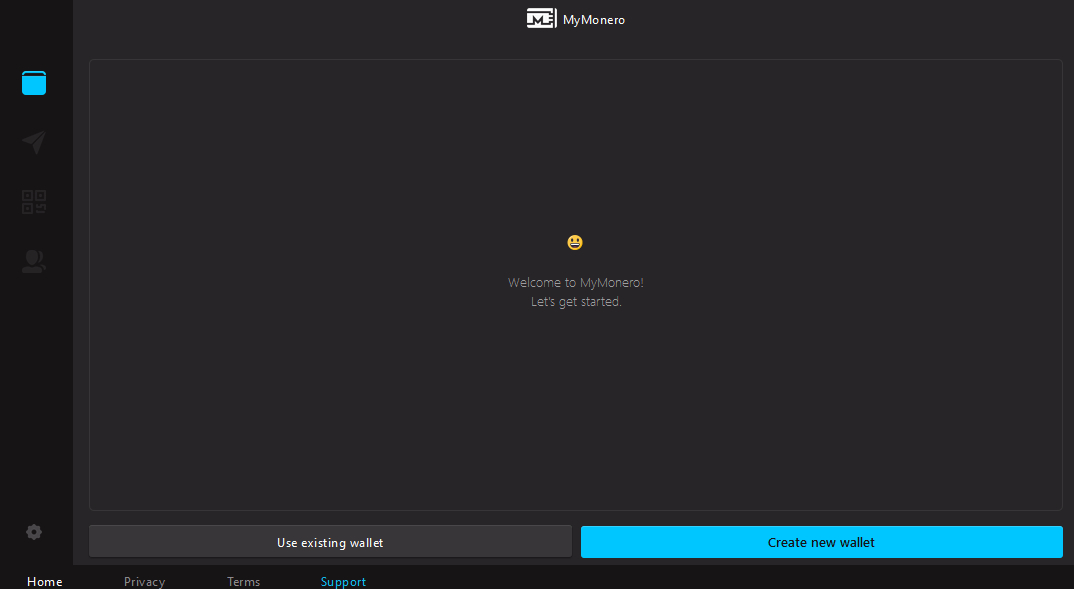 MyMonero
Welcome to MyMonero!
Let's get started.
Use existing wallet
Create new wallet
Home
Privacy
Terms
Support